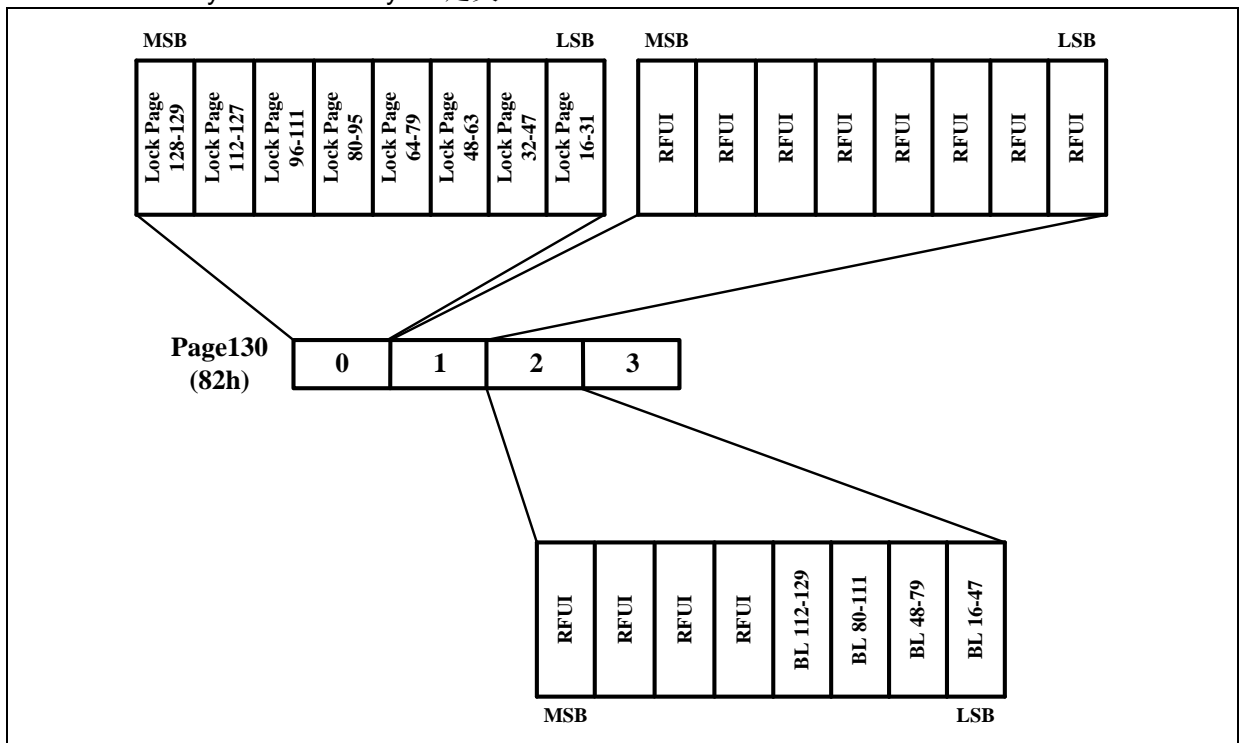 MSB LSB MSB LSB
Lock Page 128-129
Lock Page 112-127
Lock Page 96-111
Lock Page 80-95
Lock Page 64-79
Lock Page 48-63
Lock Page 32-47
Lock Page 16-31
RFUI
RFUI
RFUI
RFUI
RFUI
RFUI
RFUI
RFUI
Page130
(82h)
0 1 2 3
RFUI
RFUI
RFUI
RFUI
BL 112-129
BL 80-111
BL 48-79
BL 16-47
MSB LSB